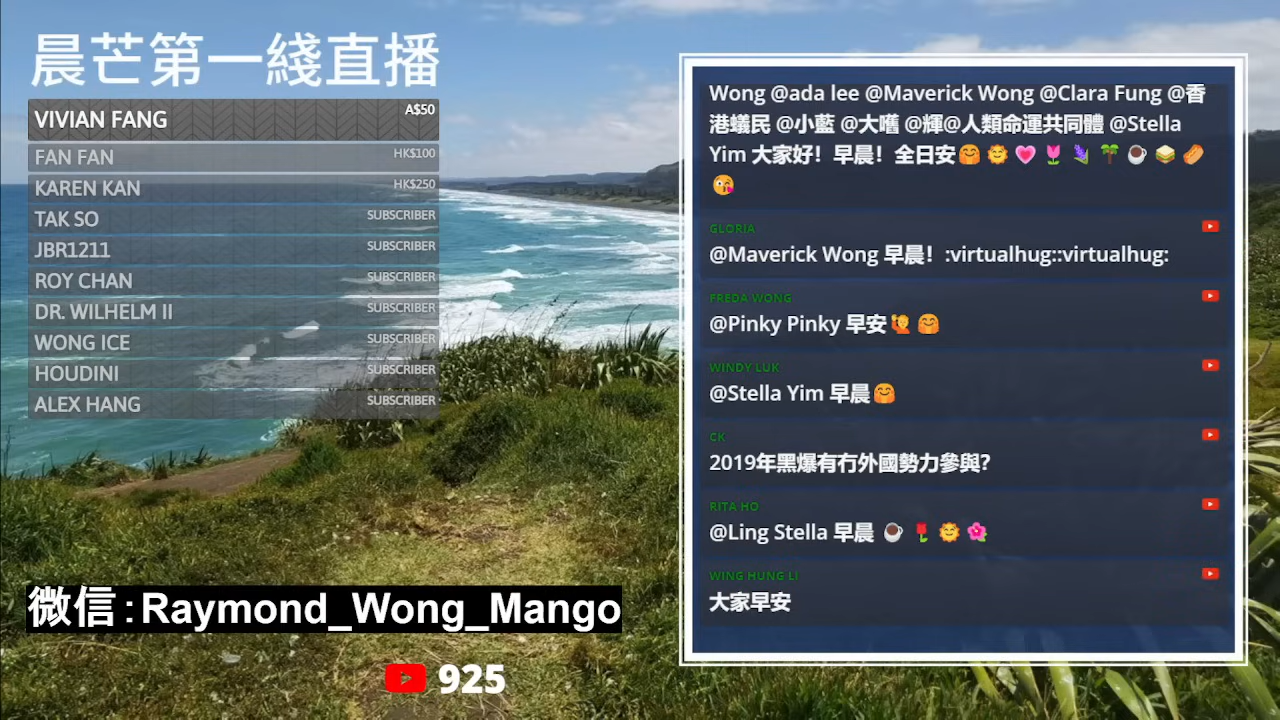 晨芒第一綫直播
VIVIAN FANG A$50
FAN FAN HK$100
KAREN KAN HK$250
TAK SO SUBSCRIBER
JBR1211 SUBSCRIBER
ROY CHAN SUBSCRIBER
DR. WILHELM II SUBSCRIBER
WONG ICE SUBSCRIBER
HOUDINI SUBSCRIBER
ALEX HANG SUBSCRIBER
微信:Raymond_Wong_Mango
925
Wong @ada lee @Maverick Wong @Clara Fung @香
港蟻民 @小藍 @大嚿 @輝@人類命運共同體 @Stella
Yim 大家好！早晨！全日安🤗🌞💗🌷🪻🌴☕🥪🌭
😘
GLORIA
@Maverick Wong 早晨！:virtualhug::virtualhug:
FREDA WONG
@Pinky Pinky 早安🙋🤗
WINDY LUK
@Stella Yim 早晨🤗
CK
2019年黑爆有冇外國勢力參與?
RITA HO
@Ling Stella 早晨 ☕🌷🌞🌺
WING HUNG LI
大家早安